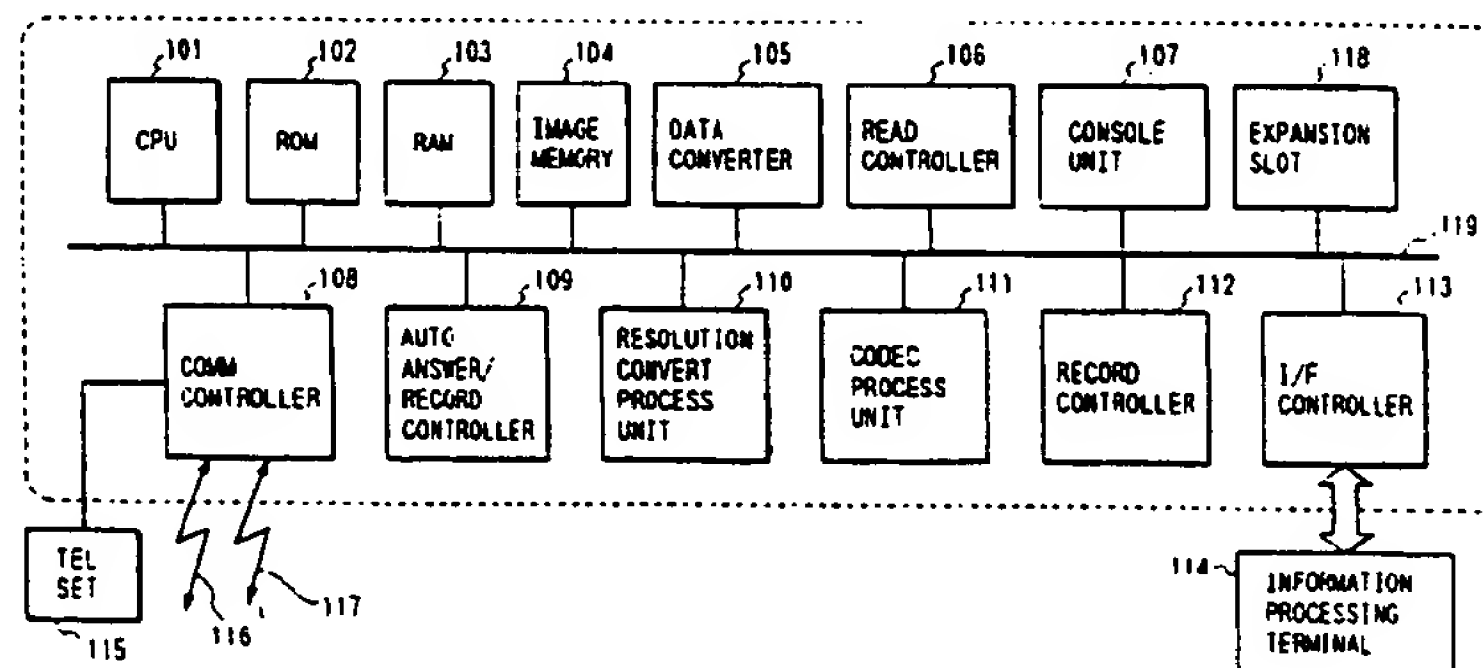 101
102
103
104
105
106
107
118
CPU
ROM
RAM
IMAGE
MEMORY
DATA
CONVERTER
READ
CONTROLLER
CONSOLE
UNIT
EXPANSION
SLOT
119
108
109
110
111
112
113
COMM
CONTROLLER
AUTO
ANSWER/
RECORD
CONTROLLER
RESOLUTION
CONVERT
PROCESS
UNIT
CODEC
PROCESS
UNIT
RECORD
CONTROLLER
I/F
CONTROLLER
TEL
SET
115
116
117
114
INFORMATION
PROCESSING
TERMINAL